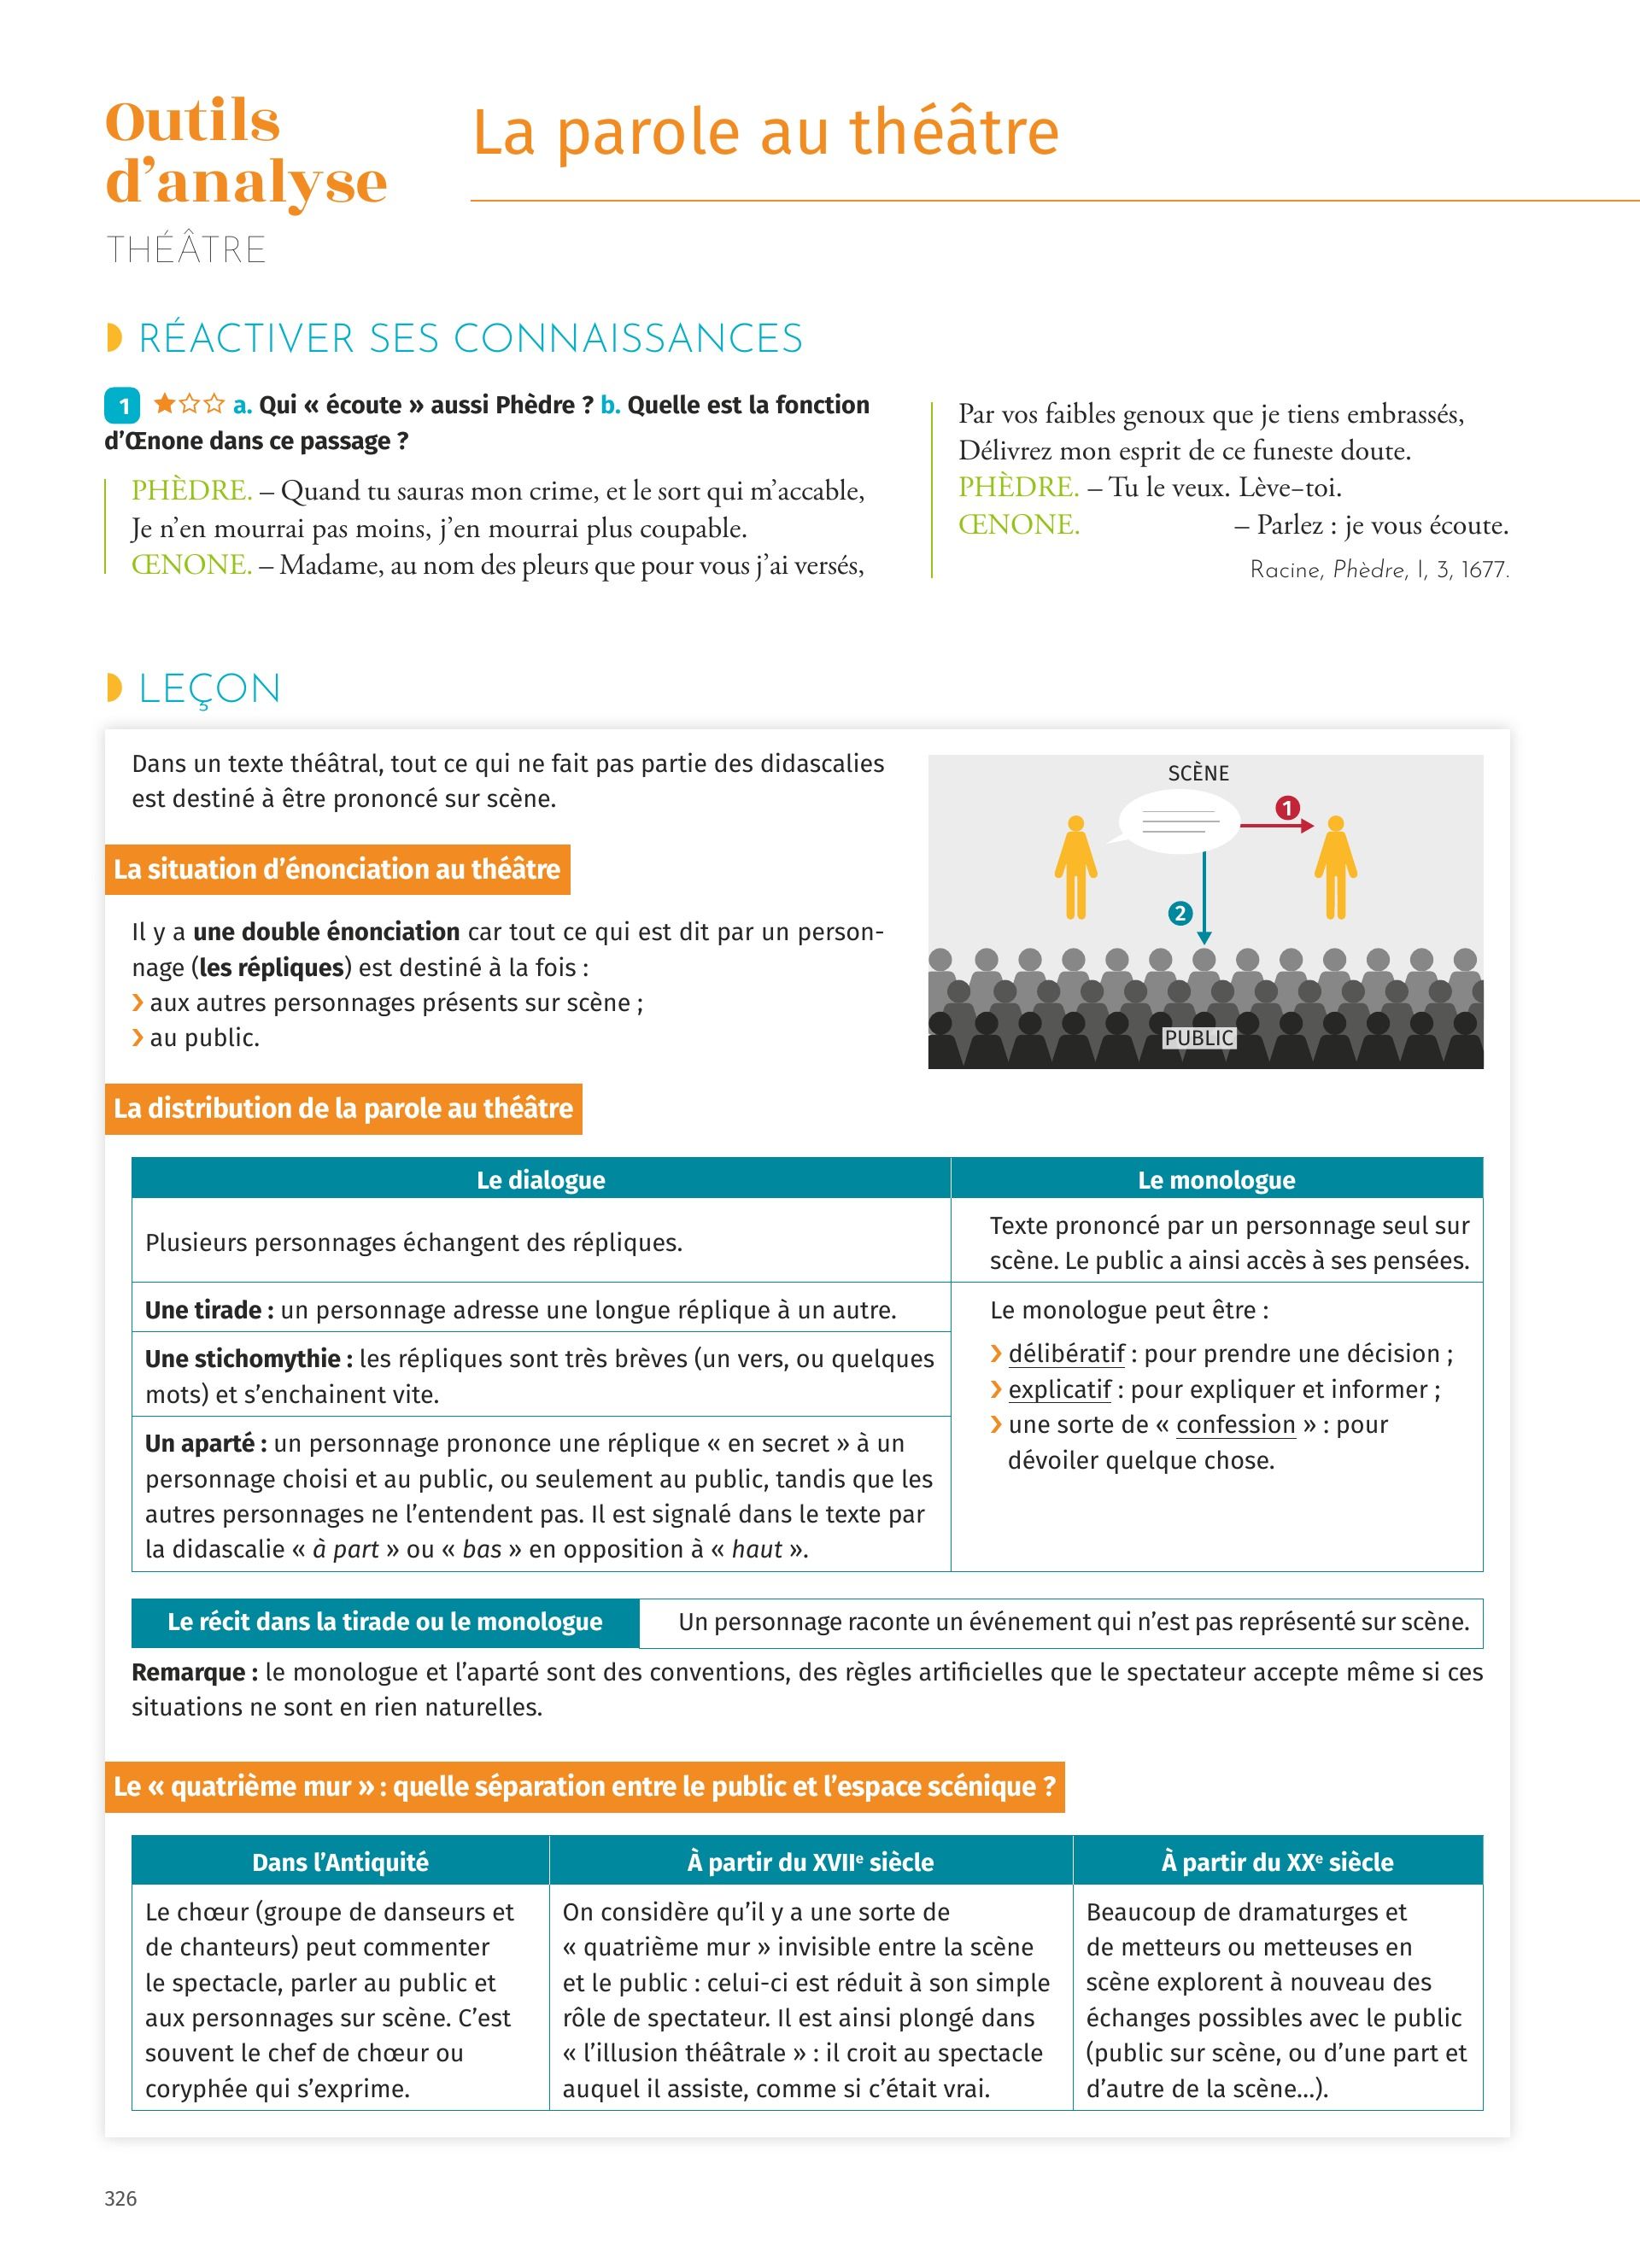 Outils
d'analyse
THÉÂTRE
La parole au théâtre
RÉACTIVER SES CONNAISSANCES
1 a. Qui « écoute » aussi Phèdre ? b. Quelle est la fonction
d'Œnone dans ce passage ?
PHÈDRE. – Quand tu sauras mon crime, et le sort qui m'accable,
Je n'en mourrai pas moins, j'en mourrai plus coupable.
ŒNONE. – Madame, au nom des pleurs que pour vous j'ai versés,
Par vos faibles genoux que je tiens embrassés,
Délivrez mon esprit de ce funeste doute.
PHÈDRE. – Tu le veux. Lève-toi.
ŒNONE. – Parlez : je vous écoute.
Racine, Phèdre, I, 3, 1677.
LEÇON
Dans un texte théâtral, tout ce qui ne fait pas partie des didascalies
est destiné à être prononcé sur scène.
La situation d'énonciation au théâtre
Il y a une double énonciation car tout ce qui est dit par un person-
nage (les répliques) est destiné à la fois :
› aux autres personnages présents sur scène ;
› au public.
SCÈNE
1
2
PUBLIC
La distribution de la parole au théâtre
Le dialogue
Le monologue
Plusieurs personnages échangent des répliques.
Texte prononcé par un personnage seul sur
scène. Le public a ainsi accès à ses pensées.
Une tirade : un personnage adresse une longue réplique à un autre.
Une stichomythie : les répliques sont très brèves (un vers, ou quelques
mots) et s'enchainent vite.
Un aparté : un personnage prononce une réplique « en secret » à un
personnage choisi et au public, ou seulement au public, tandis que les
autres personnages ne l'entendent pas. Il est signalé dans le texte par
la didascalie « à part » ou « bas » en opposition à « haut ».
Le monologue peut être :
› délibératif : pour prendre une décision ;
› explicatif : pour expliquer et informer ;
› une sorte de « confession » : pour
dévoiler quelque chose.
Le récit dans la tirade ou le monologue
Un personnage raconte un événement qui n'est pas représenté sur scène.
Remarque : le monologue et l'aparté sont des conventions, des règles artificielles que le spectateur accepte même si ces
situations ne sont en rien naturelles.
Le « quatrième mur » : quelle séparation entre le public et l'espace scénique ?
Dans l'Antiquité
À partir du XVIIe siècle
À partir du XXe siècle
Le chœur (groupe de danseurs et
de chanteurs) peut commenter
le spectacle, parler au public et
aux personnages sur scène. C'est
souvent le chef de chœur ou
coryphée qui s'exprime.
On considère qu'il y a une sorte de
« quatrième mur » invisible entre la scène
et le public : celui-ci est réduit à son simple
rôle de spectateur. Il est ainsi plongé dans
« l'illusion théâtrale » : il croit au spectacle
auquel il assiste, comme si c'était vrai.
Beaucoup de dramaturges et
de metteurs ou metteuses en
scène explorent à nouveau des
échanges possibles avec le public
(public sur scène, ou d'une part et
d'autre de la scène...).
326